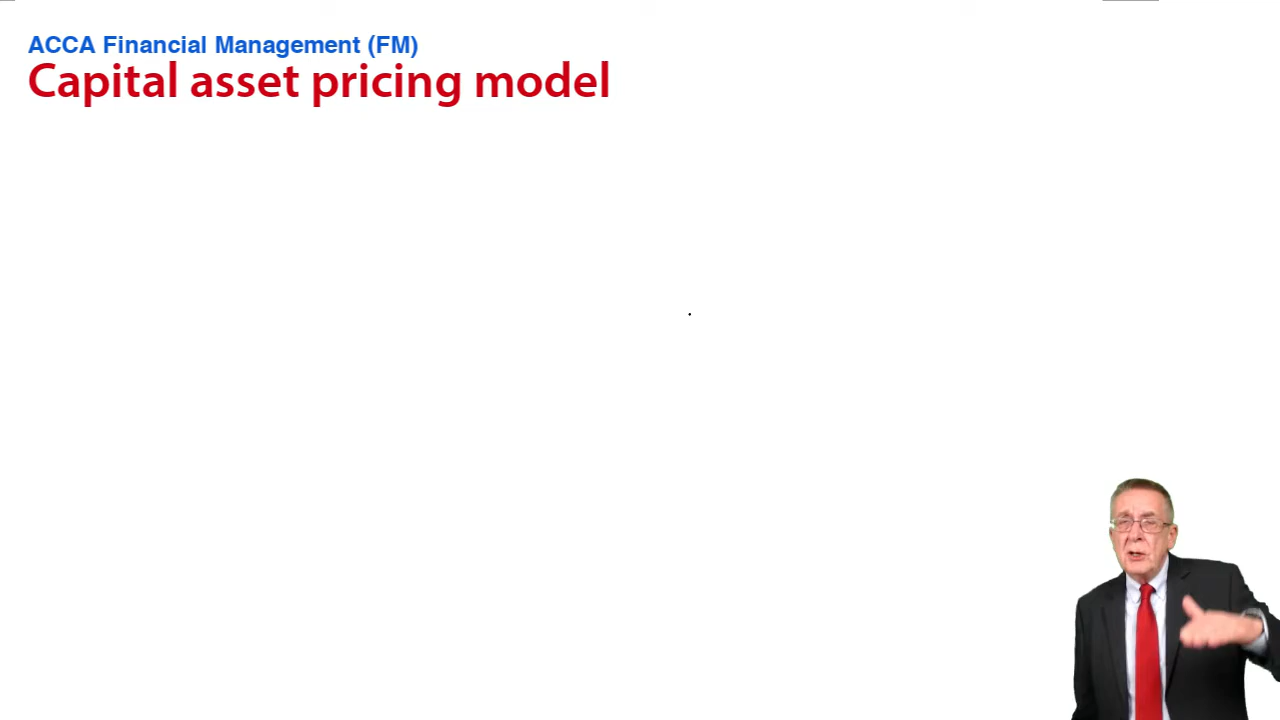 ACCA Financial Management (FM)
Capital asset pricing model